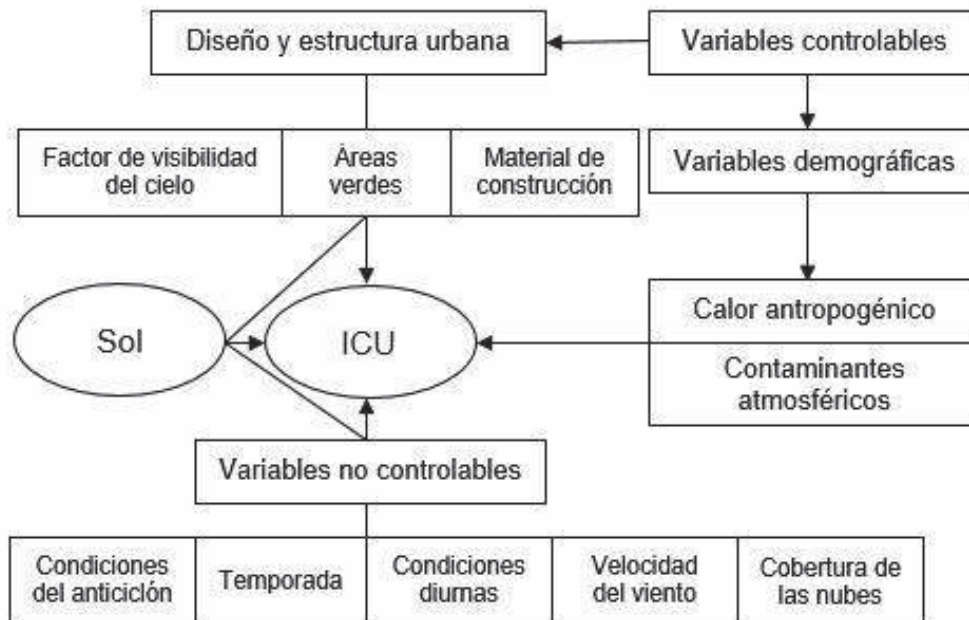 Diseño y estructura urbana
Variables controlables
Factor de visibilidad
del cielo
Áreas
verdes
Material de
construcción
Variables demográficas
Sol
ICU
Calor antropogénico
Contaminantes
atmosféricos
Variables no controlables
Condiciones
del anticiclón
Temporada
Condiciones
diurnas
Velocidad
del viento
Cobertura de
las nubes